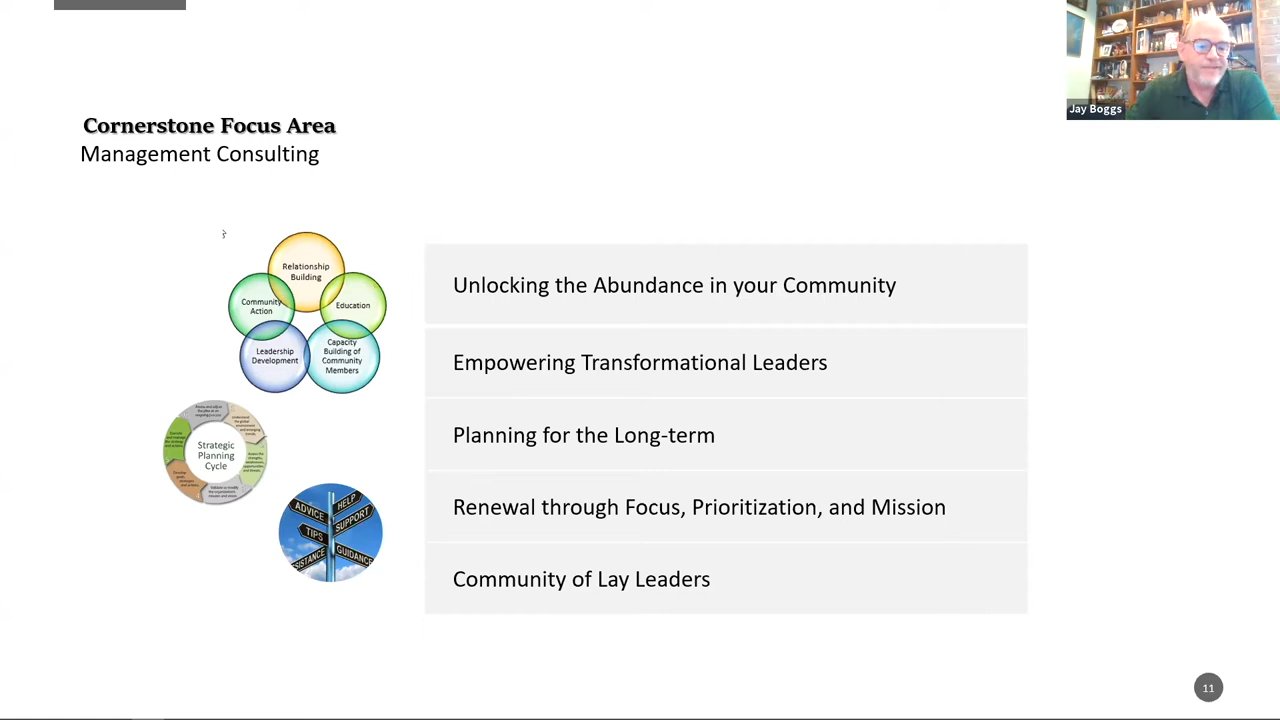 Jay Boggs
Cornerstone Focus Area
Management Consulting
Relationship
Building
Community
Action
Education
Leadership
Development
Capacity
Building of
Community
Members
Strategic
Planning
Cycle
ADVICE
HELP
SUPPORT
TIPS
GUIDANCE
Unlocking the Abundance in your Community
Empowering Transformational Leaders
Planning for the Long-term
Renewal through Focus, Prioritization, and Mission
Community of Lay Leaders
11